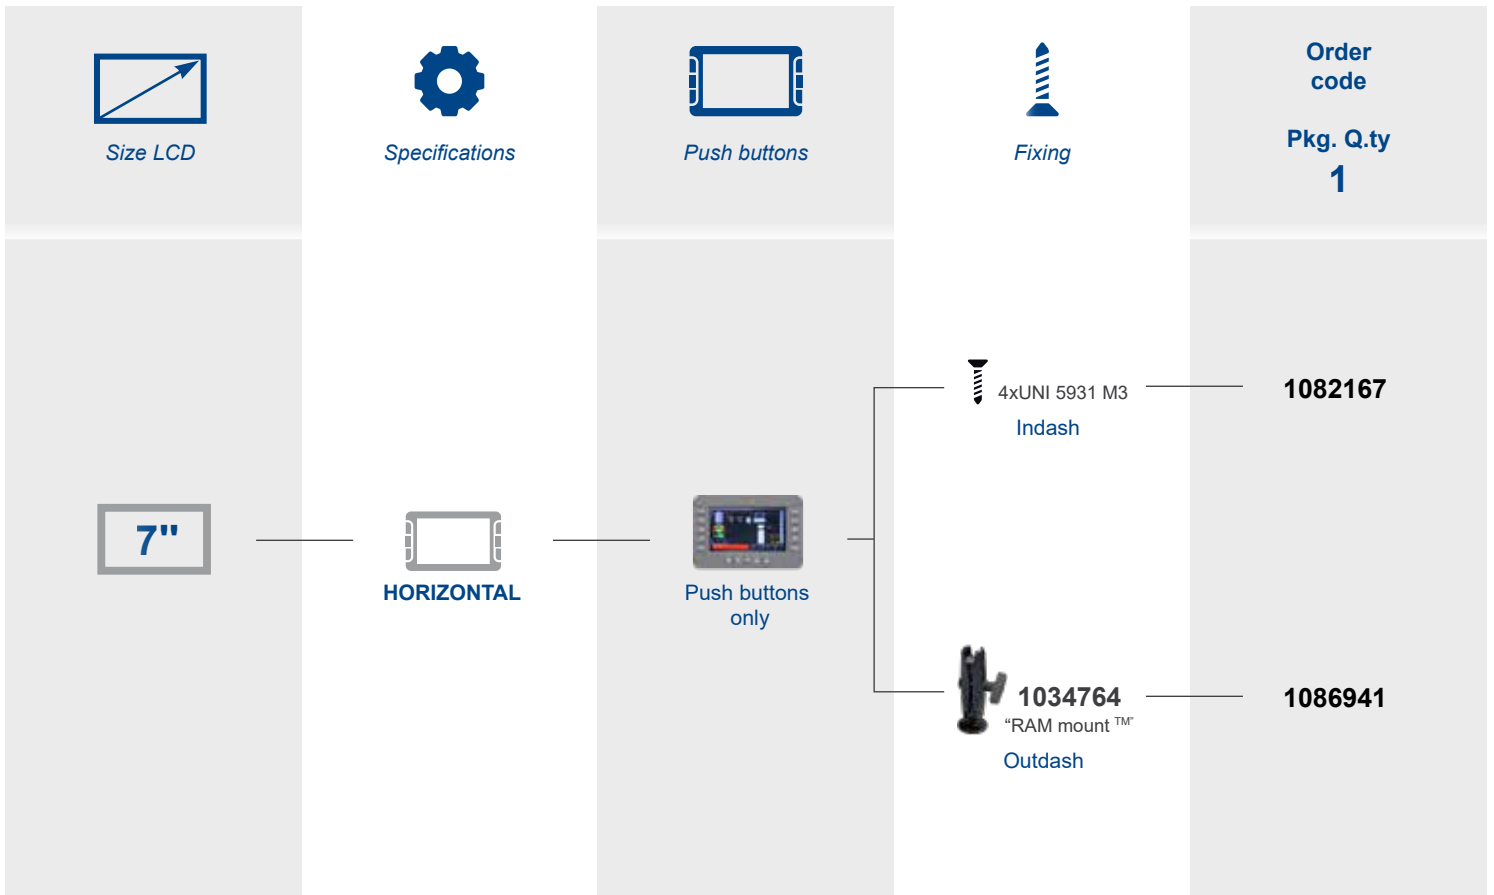 Size LCD
Specifications
Push buttons
Fixing
Order
code
Pkg. Q.ty
1
7"
HORIZONTAL
Push buttons
only
4xUNI 5931 M3
Indash
1082167
1034764
“RAM mount ™”
Outdash
1086941